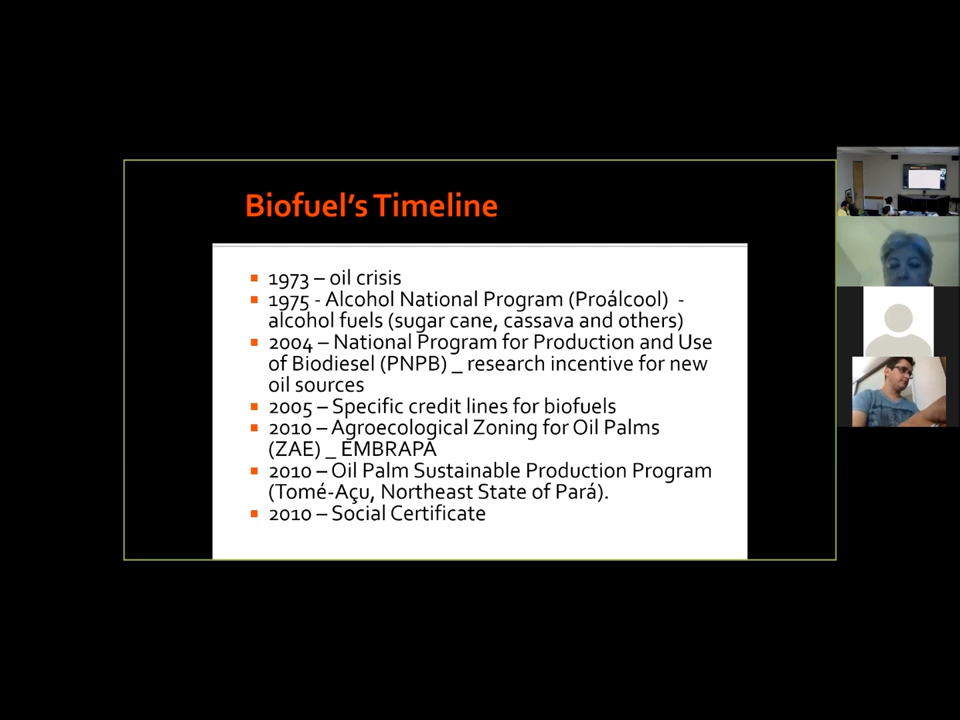 Biofuel's Timeline
1973 – oil crisis
1975 - Alcohol National Program (Proálcool) -
alcohol fuels (sugar cane, cassava and others)
2004 – National Program for Production and Use
of Biodiesel (PNPB) _ research incentive for new
oil sources
2005 – Specific credit lines for biofuels
2010 – Agroecological Zoning for Oil Palms
(ZAE) _ EMBRAPA
2010 – Oil Palm Sustainable Production Program
(Tomé-Açu, Northeast State of Pará).
2010 – Social Certificate